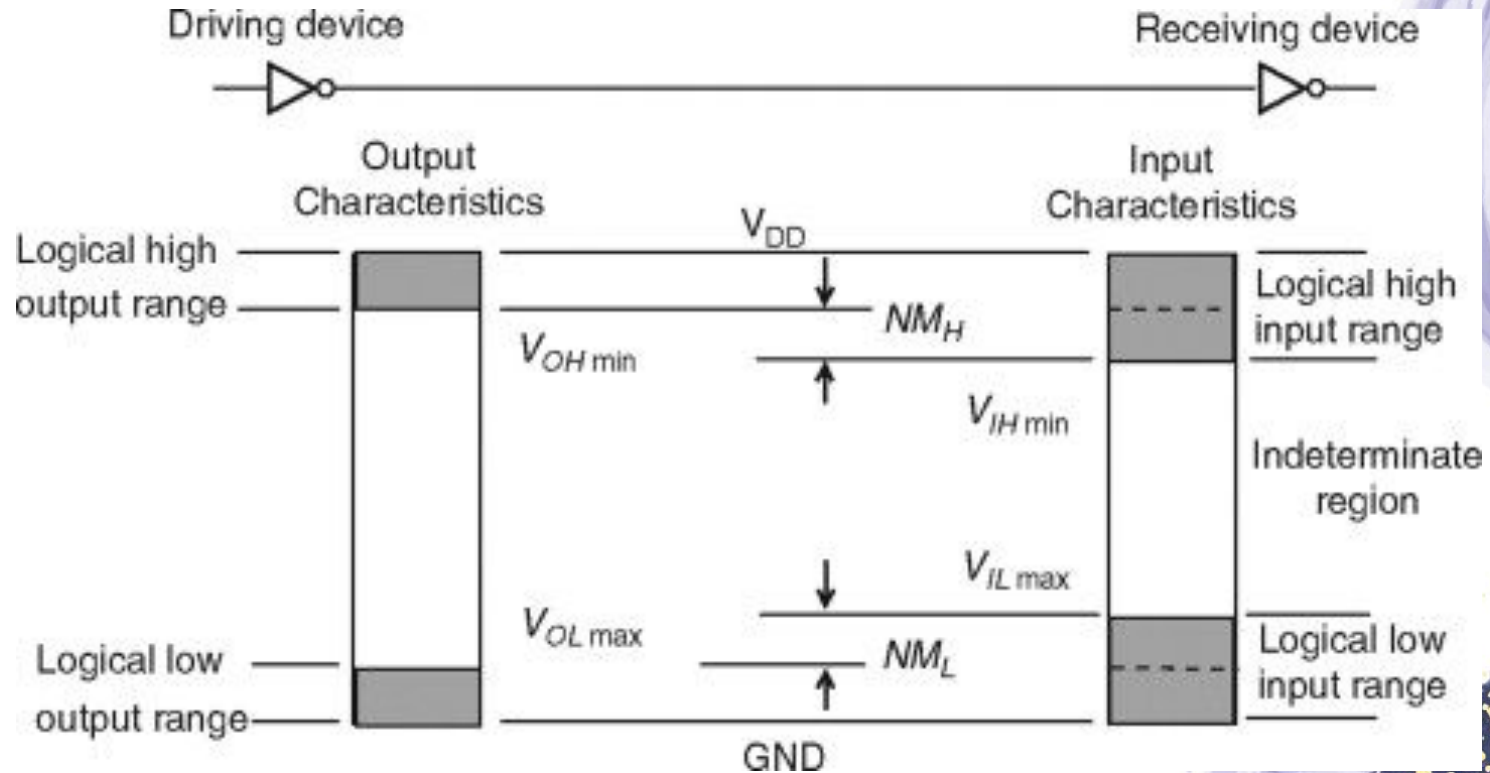 Driving device
Receiving device
Output
Characteristics
Input
Characteristics
Logical high
output range
V_DD
NM_H
V_OH min
V_IH min
Logical high
input range
Indeterminate
region
V_IL max
V_OL max
NM_L
Logical low
output range
Logical low
input range
GND